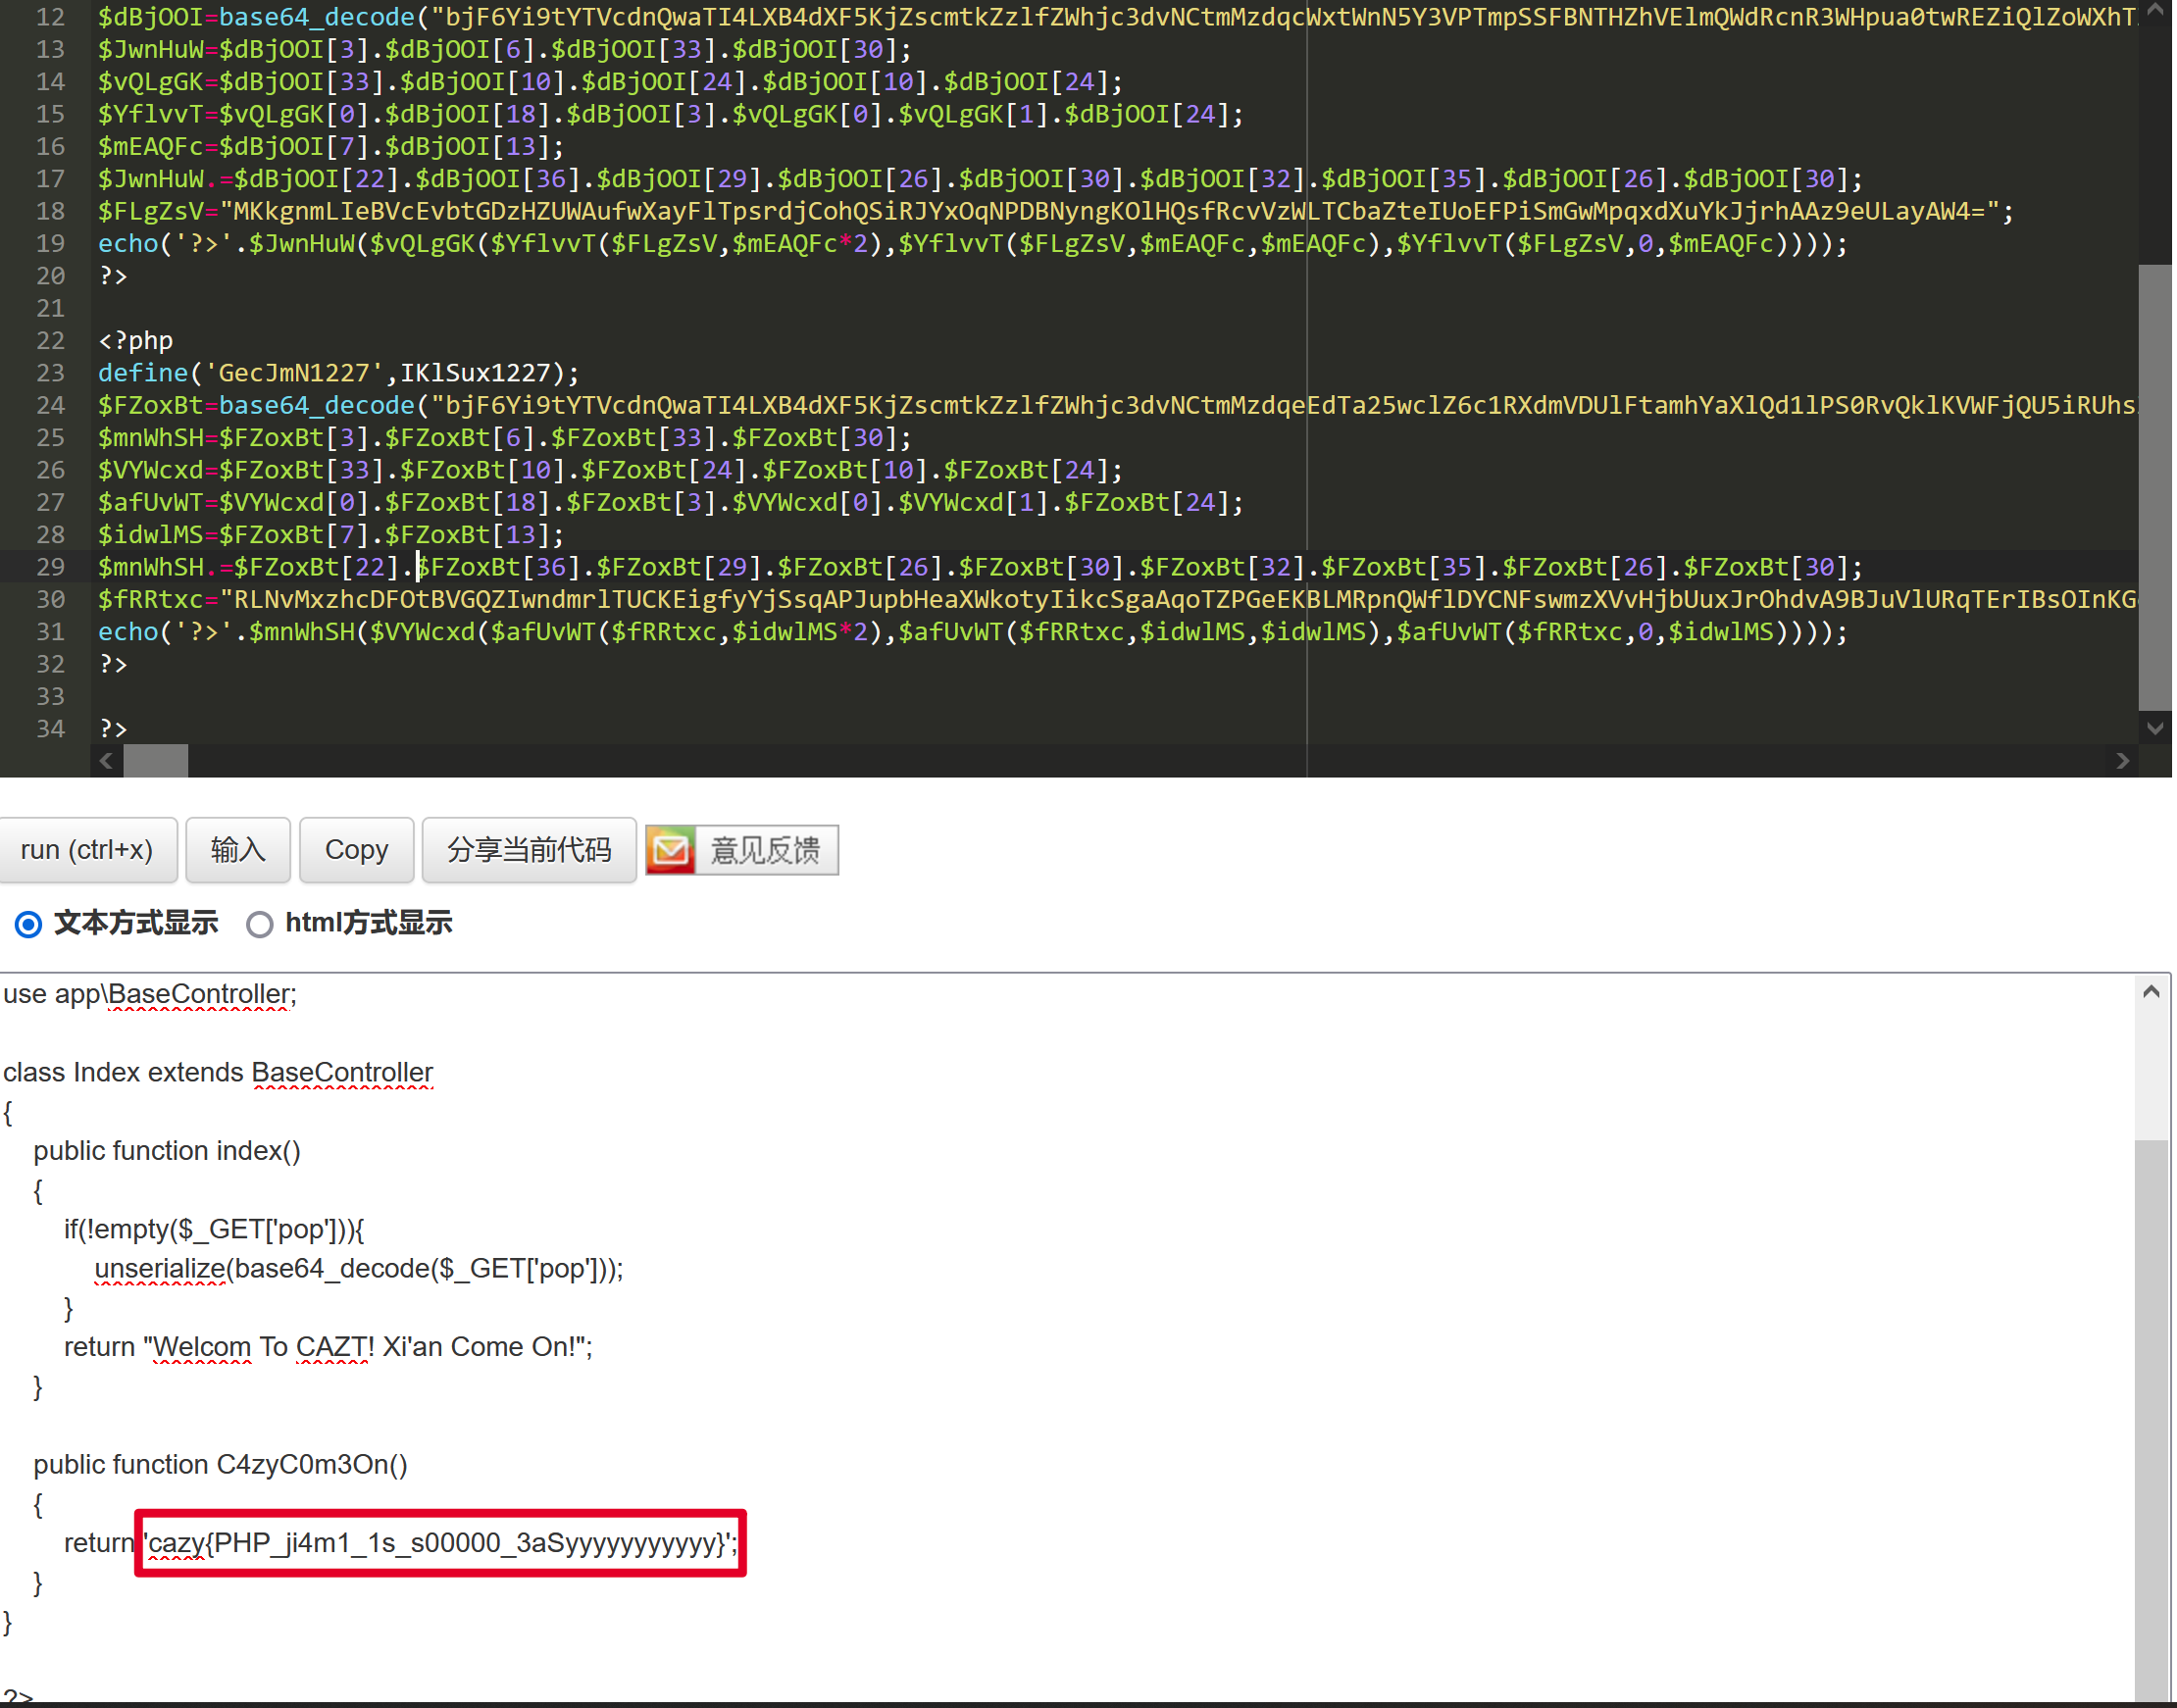 12 $dBjOOI=base64_decode("bjF6Yi9tYTVcdnQwaTI4LXB4dXF5KjZscmtkZzlfZWhjc3dvNCtmMzdqcWxtWnN5Y3VPTmpSSFBNTHZhVElmQWdRcnR3WHpua0twREZiQlZoWXhT
13 $JwnHuW=$dBjOOI[3].$dBjOOI[6].$dBjOOI[33].$dBjOOI[30];
14 $vQLgGK=$dBjOOI[33].$dBjOOI[10].$dBjOOI[24].$dBjOOI[10].$dBjOOI[24];
15 $YflvvT=$vQLgGK[0].$dBjOOI[18].$dBjOOI[3].$vQLgGK[0].$vQLgGK[1].$dBjOOI[24];
16 $mEAQFc=$dBjOOI[7].$dBjOOI[13];
17 $JwnHuW.=$dBjOOI[22].$dBjOOI[36].$dBjOOI[29].$dBjOOI[26].$dBjOOI[30].$dBjOOI[32].$dBjOOI[35].$dBjOOI[26].$dBjOOI[30];
18 $FLgZsV="MKkgnmLIeBVcEvbtGDzHZUWAufwXayFlTpsrdjCohQSiRJYxOqNPDBNyngKOlHQsfRcvVzWLTCbaZteIUoEFPiSmGwMpqxdXuYkJjrhAAz9eULayAW4=";
19 echo('?>'.$JwnHuW($vQLgGK($YflvvT($FLgZsV,$mEAQFc*2),$YflvvT($FLgZsV,$mEAQFc,$mEAQFc),$YflvvT($FLgZsV,0,$mEAQFc))));
20 ?>
21
22 <?php
23 define('GecJmN1227',IKlSux1227);
24 $FZoxBt=base64_decode("bjF6Yi9tYTVcdnQwaTI4LXB4dXF5KjZscmtkZzlfZWhjc3dvNCtmMzdqeEdTa25wclZ6c1RXdmVDUlFtamhYaXlQd1lPS0RvQklKVWFjQU5iRUhs
25 $mnWhSH=$FZoxBt[3].$FZoxBt[6].$FZoxBt[33].$FZoxBt[30];
26 $VYWcxd=$FZoxBt[33].$FZoxBt[10].$FZoxBt[24].$FZoxBt[10].$FZoxBt[24];
27 $afUvWT=$VYWcxd[0].$FZoxBt[18].$FZoxBt[3].$VYWcxd[0].$VYWcxd[1].$FZoxBt[24];
28 $idwlMS=$FZoxBt[7].$FZoxBt[13];
29 $mnWhSH.=$FZoxBt[22].$FZoxBt[36].$FZoxBt[29].$FZoxBt[26].$FZoxBt[30].$FZoxBt[32].$FZoxBt[35].$FZoxBt[26].$FZoxBt[30];
30 $fRRtxc="RLNvMxzhcDFOtBVGQZIwndmrlTUCKEigfyYjSsqAPJupbHeaXWkotyIikcSgaAqoTZPGeEKBLMRpnQWflDYCNFswmzXVvHjbUuxJrOhdvA9BJuVlURqTErIBsOInKG
31 echo('?>'.$mnWhSH($VYWcxd($afUvWT($fRRtxc,$idwlMS*2),$afUvWT($fRRtxc,$idwlMS,$idwlMS),$afUvWT($fRRtxc,0,$idwlMS))));
32 ?>
33
34 ?>
run (ctrl+x) 输入 Copy 分享当前代码 意见反馈
文本方式显示 html方式显示
use app\BaseController;
class Index extends BaseController
{
public function index()
{
if(!empty($_GET['pop'])){
unserialize(base64_decode($_GET['pop']));
}
return "Welcom To CAZT! Xi'an Come On!";
}
public function C4zyC0m3On()
{
return 'cazy{PHP_ji4m1_1s_s00000_3aSyyyyyyyyyyy}';
}
}
?>